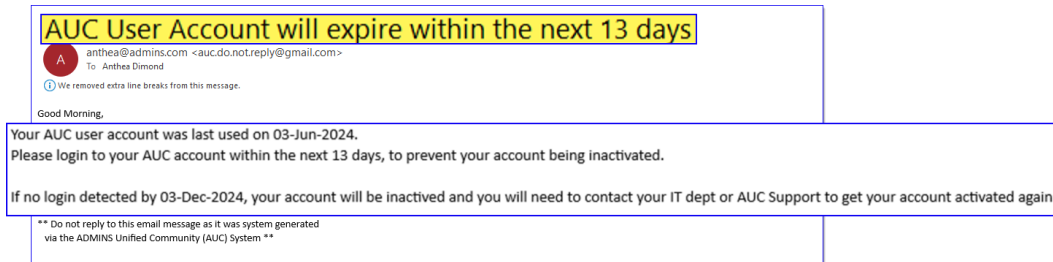 AUC User Account will expire within the next 13 days
A
anthea@admins.com <auc.do.not.reply@gmail.com>
To Anthea Dimond
i We removed extra line breaks from this message.
Good Morning,
Your AUC user account was last used on 03-Jun-2024.
Please login to your AUC account within the next 13 days, to prevent your account being inactivated.
If no login detected by 03-Dec-2024, your account will be inactived and you will need to contact your IT dept or AUC Support to get your account activated again
** Do not reply to this email message as it was system generated
via the ADMINS Unified Community (AUC) System **